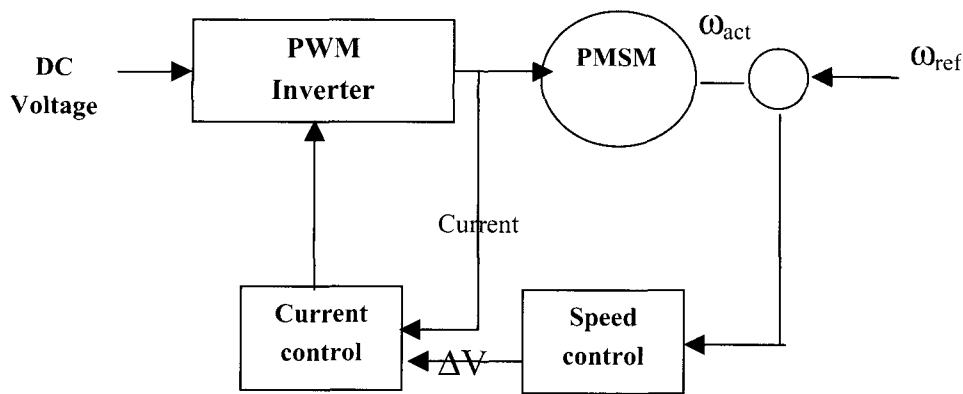 PWM
Inverter
DC
Voltage
PMSM
ωact
ωref
Current
Current
control
ΔV
Speed
control